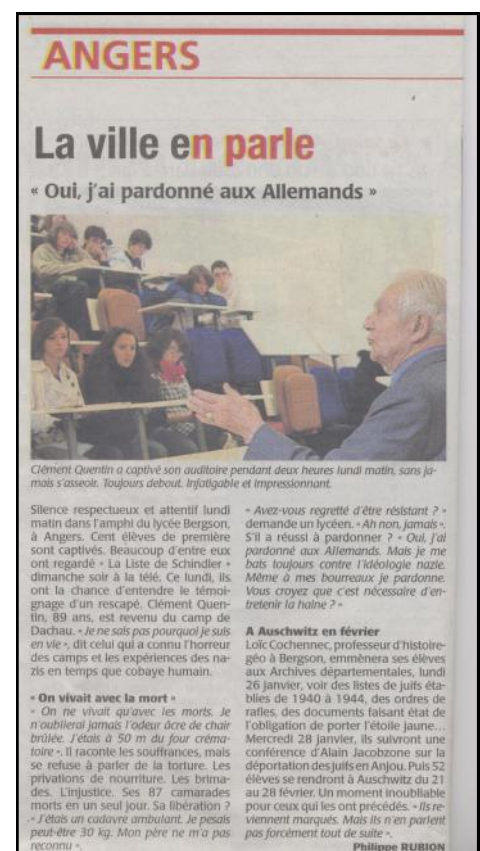 ANGERS
La ville en parle
« Oui, j'ai pardonné aux Allemands »
Clément Quentin a captivé son auditoire pendant deux heures lundi matin, sans ja-
mais s'asseoir. Toujours debout. Infatigable et impressionnant.
Silence respectueux et attentif lundi
matin dans l'amphi du lycée Bergson,
à Angers. Cent élèves de première
sont captivés. Beaucoup d'entre eux
ont regardé « La Liste de Schindler »
dimanche soir à la télé. Ce lundi, ils
ont la chance d'entendre le témoi-
gnage d'un rescapé. Clément Quen-
tin, 89 ans, est revenu du camp de
Dachau. « Je ne sais pas pourquoi je suis
en vie », dit celui qui a connu l'horreur
des camps et les expériences des na-
zis en temps que cobaye humain.
« On vivait avec la mort »
« On ne vivait qu'avec les morts. Je
n'oublierai jamais l'odeur âcre de chair
brûlée. J'étais à 50 m du four créma-
toire ». Il raconte les souffrances, mais
se refuse à parler de la torture. Les
privations de nourriture. Les brima-
des. L'injustice. Ses 87 camarades
morts en un seul jour. Sa libération ?
« J'étais un cadavre ambulant. Je pesais
peut-être 30 kg. Mon père ne m'a pas
reconnu ».
« Avez-vous regretté d'être résistant ? »
demande un lycéen. « Ah non, jamais ».
S'il a réussi à pardonner ? « Oui, j'ai
pardonné aux Allemands. Mais je me
bats toujours contre l'idéologie nazie.
Même à mes bourreaux je pardonne.
Vous croyez que c'est nécessaire d'en-
tretenir la haine ? »
A Auschwitz en février
Loïc Cochennec, professeur d'histoire-
géo à Bergson, emmènera ses élèves
aux Archives départementales, lundi
26 janvier, voir des listes de juifs éta-
blies de 1940 à 1944, des ordres de
rafles, des documents faisant état de
l'obligation de porter l'étoile jaune...
Mercredi 28 janvier, ils suivront une
conférence d'Alain Jacobzone sur la
déportation des juifs en Anjou. Puis 52
élèves se rendront à Auschwitz du 21
au 28 février. Un moment inoubliable
pour ceux qui les ont précédés. « Ils re-
viennent marqués. Mais ils n'en parlent
pas forcément tout de suite ».
Philippe RUBION